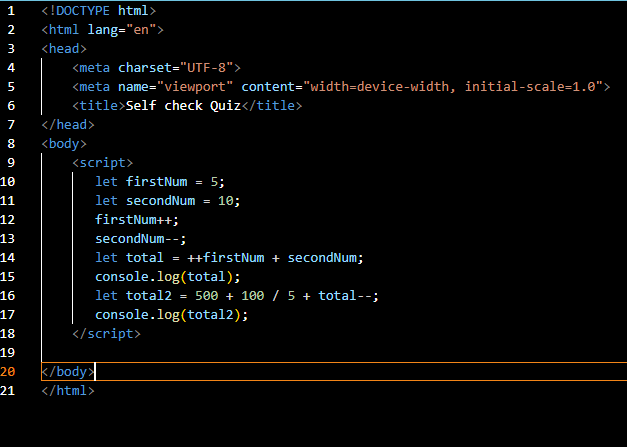 1 <!DOCTYPE html>
2 <html lang="en">
3 <head>
4     <meta charset="UTF-8">
5     <meta name="viewport" content="width=device-width, initial-scale=1.0">
6     <title>Self check Quiz</title>
7 </head>
8 <body>
9     <script>
10        let firstNum = 5;
11        let secondNum = 10;
12        firstNum++;
13        secondNum--;
14        let total = ++firstNum + secondNum;
15        console.log(total);
16        let total2 = 500 + 100 / 5 + total--;
17        console.log(total2);
18    </script>
19
20 </body>
21 </html>